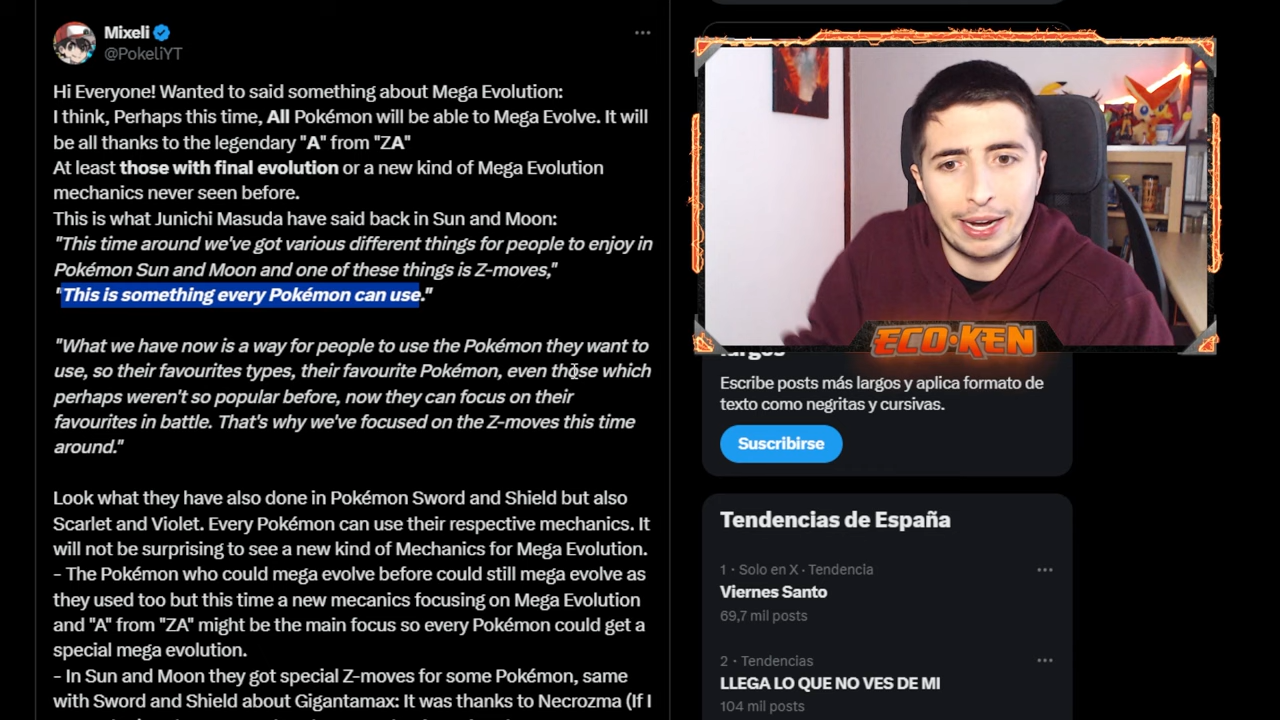 Mixeli
@PokeliYT
Hi Everyone! Wanted to said something about Mega Evolution:
I think, Perhaps this time, All Pokémon will be able to Mega Evolve. It will
be all thanks to the legendary "A" from "ZA"
At least those with final evolution or a new kind of Mega Evolution
mechanics never seen before.
This is what Junichi Masuda have said back in Sun and Moon:
"This time around we've got various different things for people to enjoy in
Pokémon Sun and Moon and one of these things is Z-moves,"
"This is something every Pokémon can use."
"What we have now is a way for people to use the Pokémon they want to
use, so their favourites types, their favourite Pokémon, even those which
perhaps weren't so popular before, now they can focus on their
favourites in battle. That's why we've focused on the Z-moves this time
around."
Look what they have also done in Pokémon Sword and Shield but also
Scarlet and Violet. Every Pokémon can use their respective mechanics. It
will not be surprising to see a new kind of Mechanics for Mega Evolution.
- The Pokémon who could mega evolve before could still mega evolve as
they used too but this time a new mecanics focusing on Mega Evolution
and "A" from "ZA" might be the main focus so every Pokémon could get a
special mega evolution.
- In Sun and Moon they got special Z-moves for some Pokémon, same
with Sword and Shield about Gigantamax: It was thanks to Necrozma (If I
ECO·KEN
largos
Escribe posts más largos y aplica formato de
texto como negritas y cursivas.
Suscribirse
Tendencias de España
1 · Solo en X · Tendencia
Viernes Santo
69,7 mil posts
2 · Tendencias
LLEGA LO QUE NO VES DE MI
104 mil posts